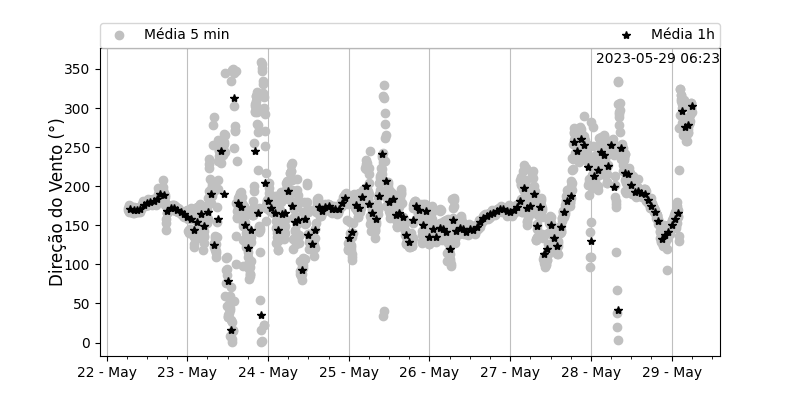 Média 5 min
Média 1h
2023-05-29 06:23
Direção do Vento (°)
350
300
250
200
150
100
50
0
22 - May
23 - May
24 - May
25 - May
26 - May
27 - May
28 - May
29 - May